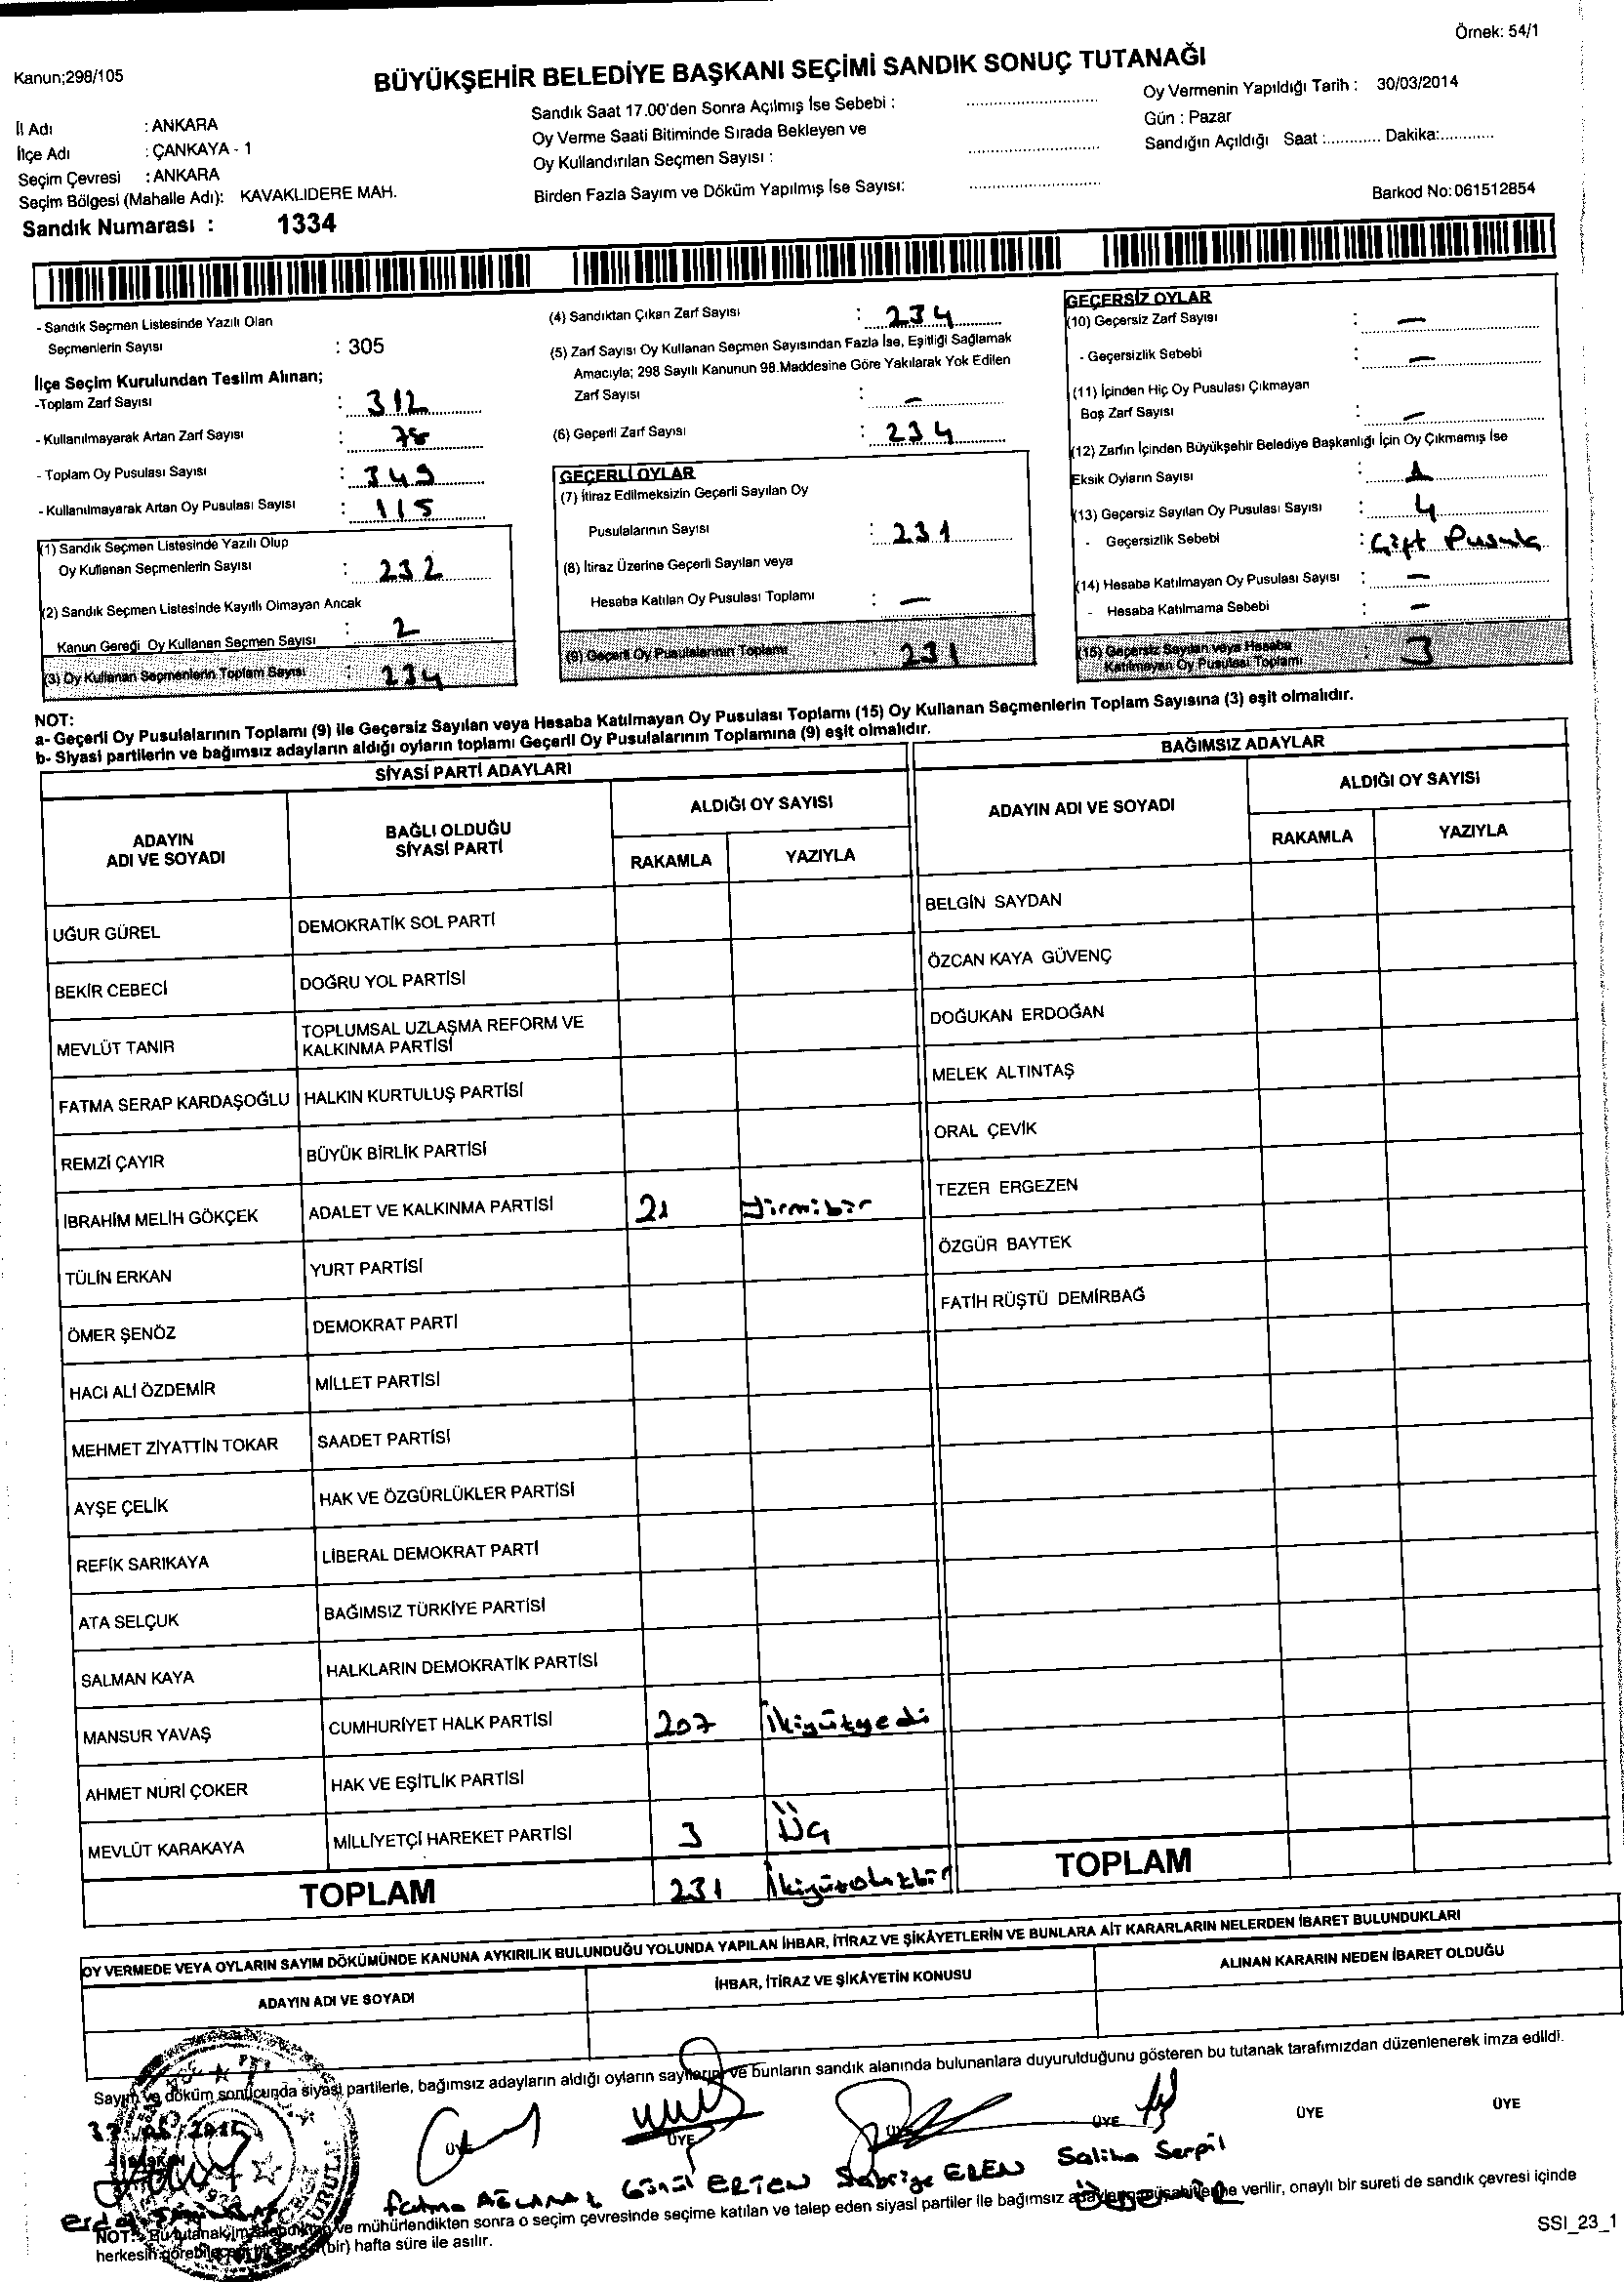 Örnek: 54/1
Kanun;298/105
BÜYÜKŞEHİR BELEDİYE BAŞKANI SEÇİMİ SANDIK SONUÇ TUTANAĞI
İl Adı : ANKARA
İlçe Adı : ÇANKAYA - 1
Seçim Çevresi : ANKARA
Seçim Bölgesi (Mahalle Adı): KAVAKLIDERE MAH.
Sandık Numarası : 1334
Sandık Saat 17.00'den Sonra Açılmış İse Sebebi :
Oy Verme Saati Bitiminde Sırada Bekleyen ve
Oy Kullandırılan Seçmen Sayısı :
Birden Fazla Sayım ve Döküm Yapılmış İse Sayısı:
Oy Vermenin Yapıldığı Tarih : 30/03/2014
Gün : Pazar
Sandığın Açıldığı Saat :............ Dakika:............
Barkod No: 061512854
- Sandık Seçmen Listesinde Yazılı Olan
Seçmenlerin Sayısı : 305
İlçe Seçim Kurulundan Teslim Alınan;
-Toplam Zarf Sayısı : 312
- Kullanılmayarak Artan Zarf Sayısı : 78
- Toplam Oy Pusulası Sayısı : 349
- Kullanılmayarak Artan Oy Pusulası Sayısı : 115
(1) Sandık Seçmen Listesinde Yazılı Olup
Oy Kullanan Seçmenlerin Sayısı : 232
(2) Sandık Seçmen Listesinde Kayıtlı Olmayan Ancak
Kanun Gereği Oy Kullanan Seçmen Sayısı : 2
(3) Oy Kullanan Seçmenlerin Toplam Sayısı : 234
(4) Sandıktan Çıkan Zarf Sayısı : 234
(5) Zarf Sayısı Oy Kullanan Seçmen Sayısından Fazla İse, Eşitliği Sağlamak
Amacıyla; 298 Sayılı Kanunun 98.Maddesine Göre Yakılarak Yok Edilen
Zarf Sayısı : -
(6) Geçerli Zarf Sayısı : 234
GEÇERLİ OYLAR
(7) İtiraz Edilmeksizin Geçerli Sayılan Oy
Pusulalarının Sayısı : 231
(8) İtiraz Üzerine Geçerli Sayılan veya
Hesaba Katılan Oy Pusulası Toplamı : -
(9) Geçerli Oy Pusulalarının Toplamı : 231
GEÇERSİZ OYLAR
(10) Geçersiz Zarf Sayısı : -
- Geçersizlik Sebebi : -
(11) İçinden Hiç Oy Pusulası Çıkmayan
Boş Zarf Sayısı : -
(12) Zarfın İçinden Büyükşehir Belediye Başkanlığı İçin Oy Çıkmamış İse
Eksik Oyların Sayısı : 1
(13) Geçersiz Sayılan Oy Pusulası Sayısı : 4
- Geçersizlik Sebebi : Çift Pusula
(14) Hesaba Katılmayan Oy Pusulası Sayısı : -
- Hesaba Katılmama Sebebi : -
(15) Geçersiz Sayılan veya Hesaba
Katılmayan Oy Pusulası Toplamı : 3
NOT:
a- Geçerli Oy Pusulalarının Toplamı (9) ile Geçersiz Sayılan veya Hesaba Katılmayan Oy Pusulası Toplamı (15) Oy Kullanan Seçmenlerin Toplam Sayısına (3) eşit olmalıdır.
b- Siyasi partilerin ve bağımsız adayların aldığı oyların toplamı Geçerli Oy Pusulalarının Toplamına (9) eşit olmalıdır.
SİYASİ PARTİ ADAYLARI
ADAYIN
ADI VE SOYADI
BAĞLI OLDUĞU
SİYASİ PARTİ
ALDIĞI OY SAYISI
RAKAMLA YAZIYLA
UĞUR GÜREL DEMOKRATİK SOL PARTİ
BEKİR CEBECİ DOĞRU YOL PARTİSİ
MEVLÜT TANIR TOPLUMSAL UZLAŞMA REFORM VE
KALKINMA PARTİSİ
FATMA SERAP KARDAŞOĞLU HALKIN KURTULUŞ PARTİSİ
REMZİ ÇAYIR BÜYÜK BİRLİK PARTİSİ
İBRAHİM MELİH GÖKÇEK ADALET VE KALKINMA PARTİSİ 21 Yirmibir
TÜLİN ERKAN YURT PARTİSİ
ÖMER ŞENÖZ DEMOKRAT PARTİ
HACI ALİ ÖZDEMİR MİLLET PARTİSİ
MEHMET ZİYATTİN TOKAR SAADET PARTİSİ
AYŞE ÇELİK HAK VE ÖZGÜRLÜKLER PARTİSİ
REFİK SARIKAYA LİBERAL DEMOKRAT PARTİ
ATA SELÇUK BAĞIMSIZ TÜRKİYE PARTİSİ
SALMAN KAYA HALKLARIN DEMOKRATİK PARTİSİ
MANSUR YAVAŞ CUMHURİYET HALK PARTİSİ 207 İkiyüzyedi
AHMET NURİ ÇOKER HAK VE EŞİTLİK PARTİSİ
MEVLÜT KARAKAYA MİLLİYETÇİ HAREKET PARTİSİ 3 Üç
TOPLAM 231 İkiyüzotuzbir
BAĞIMSIZ ADAYLAR
ADAYIN ADI VE SOYADI
ALDIĞI OY SAYISI
RAKAMLA YAZIYLA
BELGİN SAYDAN
ÖZCAN KAYA GÜVENÇ
DOĞUKAN ERDOĞAN
MELEK ALTINTAŞ
ORAL ÇEVİK
TEZER ERGEZEN
ÖZGÜR BAYTEK
FATİH RÜŞTÜ DEMİRBAĞ
TOPLAM
OY VERMEDE VEYA OYLARIN SAYIM DÖKÜMÜNDE KANUNA AYKIRILIK BULUNDUĞU YOLUNDA YAPILAN İHBAR, İTİRAZ VE ŞİKÂYETLERİN VE BUNLARA AİT KARARLARIN NELERDEN İBARET BULUNDUKLARI
ADAYIN ADI VE SOYADI İHBAR, İTİRAZ VE ŞİKÂYETİN KONUSU ALINAN KARARIN NEDEN İBARET OLDUĞU
Sayım ve döküm sonucunda siyasi partilerle, bağımsız adayların aldığı oyların sayılarını ve bunların sandık alanında bulunanlara duyurulduğunu gösteren bu tutanak tarafımızdan düzenlenerek imza edildi.
ÜYE ÜYE ÜYE ÜYE ÜYE ÜYE
Fatma Gönül ERTEN EREN Saliha Serpil
NOT: Bu tutanak imzalandıktan ve mühürlendikten sonra o seçim çevresinde seçime katılan ve talep eden siyasi partiler ile bağımsız verilir, onaylı bir sureti de sandık çevresi içinde
herkesin görebileceği bir (bir) hafta süre ile asılır.
SSI_23_1